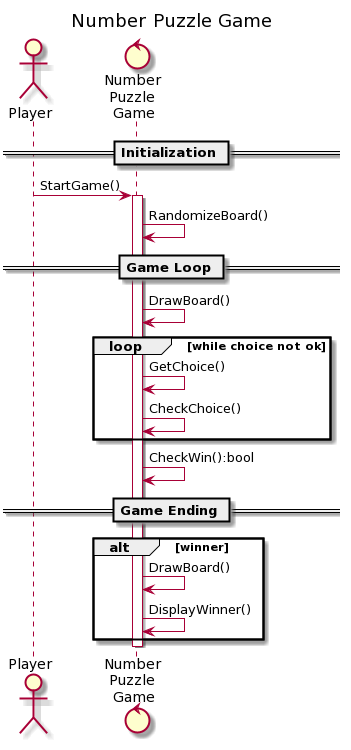 Number Puzzle Game
Player
Number
Puzzle
Game
Initialization
StartGame()
RandomizeBoard()
Game Loop
DrawBoard()
loop [while choice not ok]
GetChoice()
CheckChoice()
CheckWin():bool
Game Ending
alt [winner]
DrawBoard()
DisplayWinner()
Player
Number
Puzzle
Game